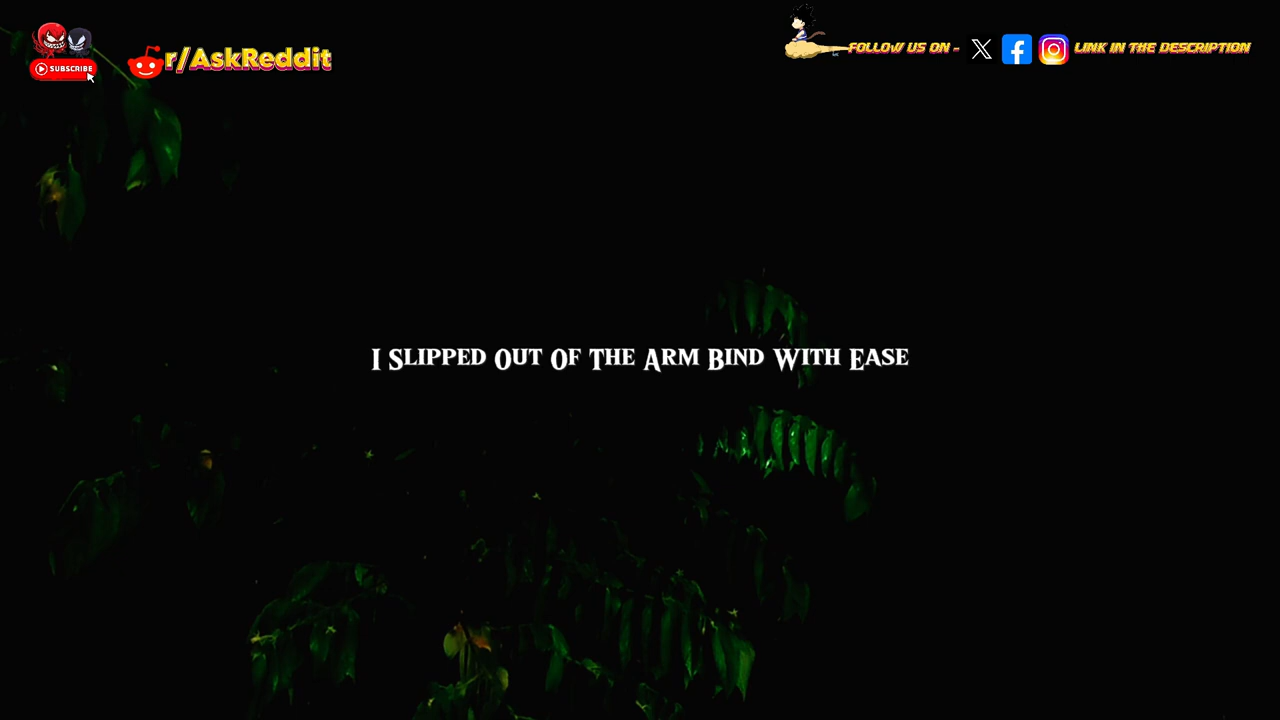 SUBSCRIBE
r/AskReddit
FOLLOW US ON -
LINK IN THE DESCRIPTION
I Slipped Out Of The Arm Bind With Ease